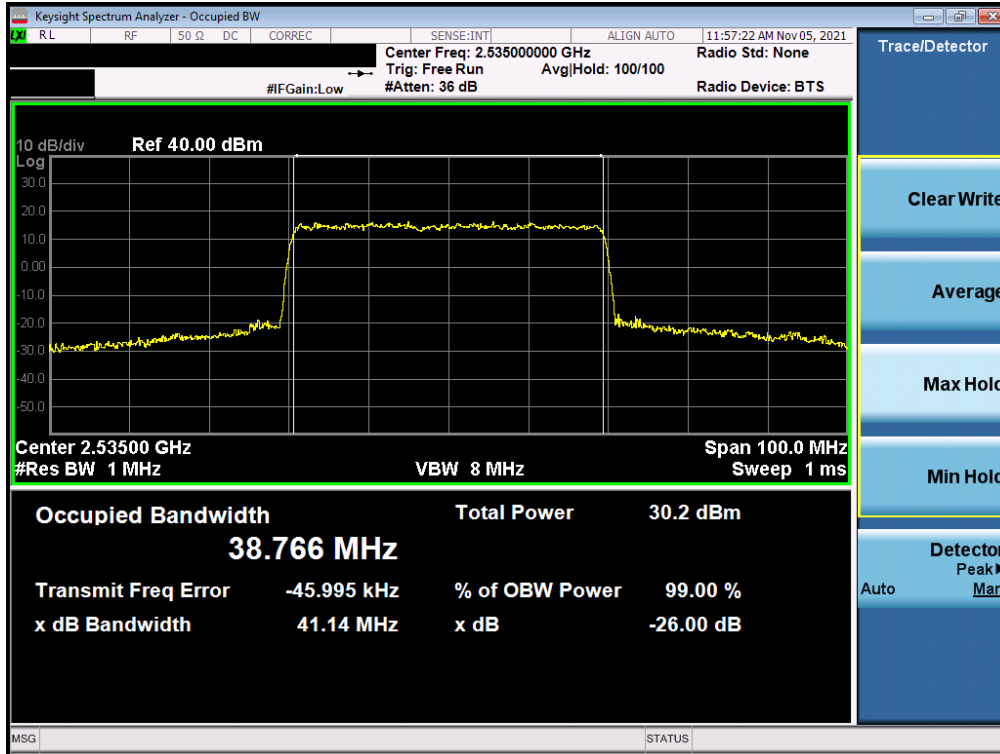 Keysight Spectrum Analyzer - Occupied BW
LXI RL RF 50 Ω DC CORREC SENSE:INT ALIGN AUTO 11:57:22 AM Nov 05, 2021
Center Freq: 2.535000000 GHz Radio Std: None
Trig: Free Run Avg|Hold: 100/100
#IFGain:Low #Atten: 36 dB Radio Device: BTS
Trace/Detector
10 dB/div Ref 40.00 dBm
Log
30.0
20.0
10.0
0.00
-10.0
-20.0
-30.0
-40.0
-50.0
Center 2.53500 GHz Span 100.0 MHz
#Res BW 1 MHz VBW 8 MHz Sweep 1 ms
Occupied Bandwidth Total Power 30.2 dBm
38.766 MHz
Transmit Freq Error -45.995 kHz % of OBW Power 99.00 %
x dB Bandwidth 41.14 MHz x dB -26.00 dB
Clear Write
Average
Max Hold
Min Hold
Detector
Peak
Auto Man
MSG STATUS